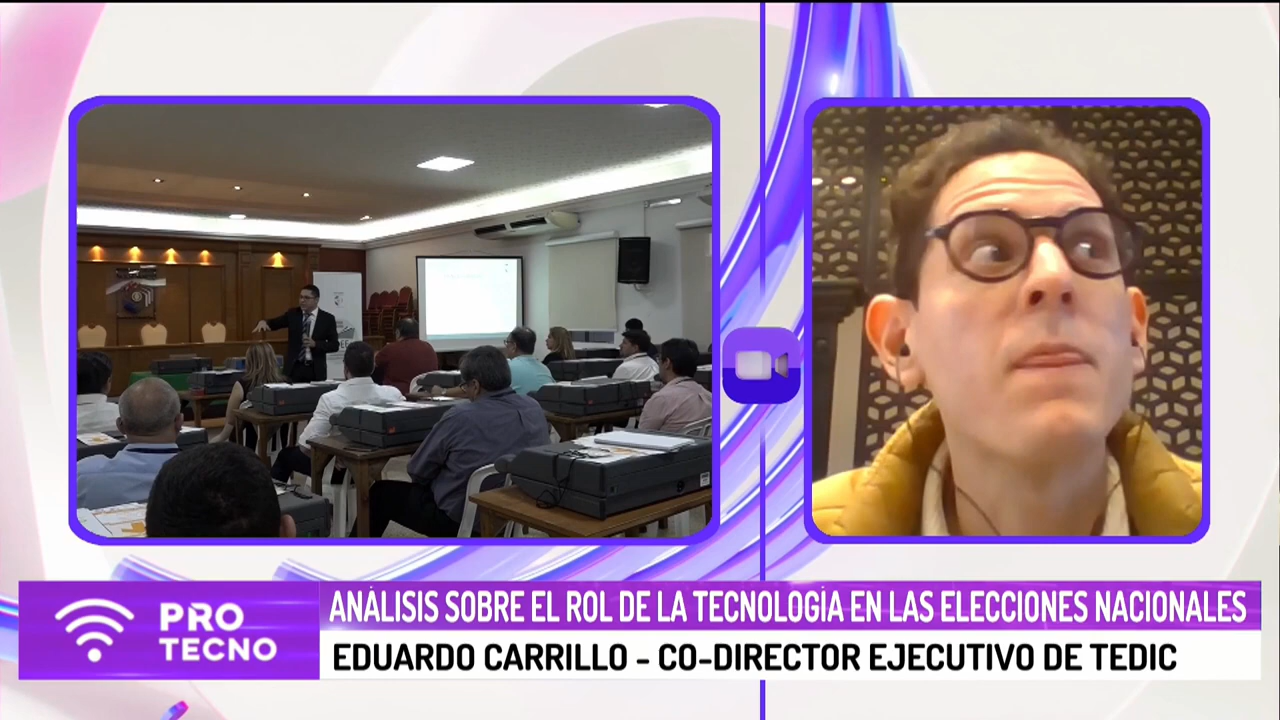 PRO
TECNO
ANÁLISIS SOBRE EL ROL DE LA TECNOLOGÍA EN LAS ELECCIONES NACIONALES
EDUARDO CARRILLO - CO-DIRECTOR EJECUTIVO DE TEDIC